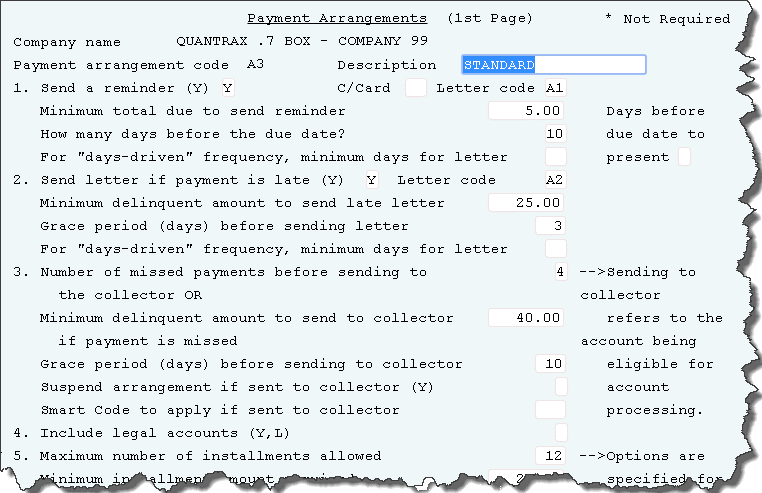 Payment Arrangements (1st Page) * Not Required
Company name QUANTRAX .7 BOX - COMPANY 99
Payment arrangement code A3 Description STANDARD
1. Send a reminder (Y) Y C/Card Letter code A1
Minimum total due to send reminder 5.00 Days before
How many days before the due date? 10 due date to
For "days-driven" frequency, minimum days for letter present
2. Send letter if payment is late (Y) Y Letter code A2
Minimum delinquent amount to send late letter 25.00
Grace period (days) before sending letter 3
For "days-driven" frequency, minimum days for letter
3. Number of missed payments before sending to 4 -->Sending to
the collector OR collector
Minimum delinquent amount to send to collector 40.00 refers to the
if payment is missed account being
Grace period (days) before sending to collector 10 eligible for
Suspend arrangement if sent to collector (Y) account
Smart Code to apply if sent to collector processing.
4. Include legal accounts (Y,L)
5. Maximum number of installments allowed 12 -->Options are
Minimum installment amount specified for